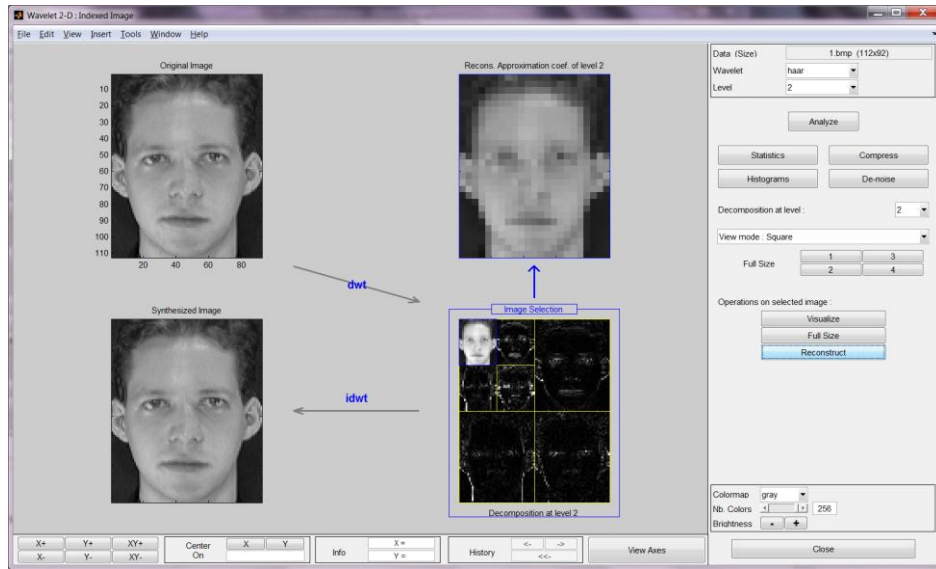 Wavelet 2-D : Indexed Image
File Edit View Insert Tools Window Help
Original Image
10
20
30
40
50
60
70
80
90
100
110
20 40 60 80
Recons. Approximation coef. of level 2
dwt
Synthesized Image
Image Selection
idwt
Decomposition at level 2
Data (Size) 1.bmp (112x92)
Wavelet haar
Level 2
Analyze
Statistics Compress
Histograms De-noise
Decomposition at level : 2
View mode : Square
Full Size 1 3
2 4
Operations on selected image :
Visualize
Full Size
Reconstruct
Colormap gray
Nb. Colors 256
Brightness - +
X+ Y+ XY+
X- Y- XY-
Center On X Y
Info X =
Y =
History <- ->
<<-
View Axes
Close